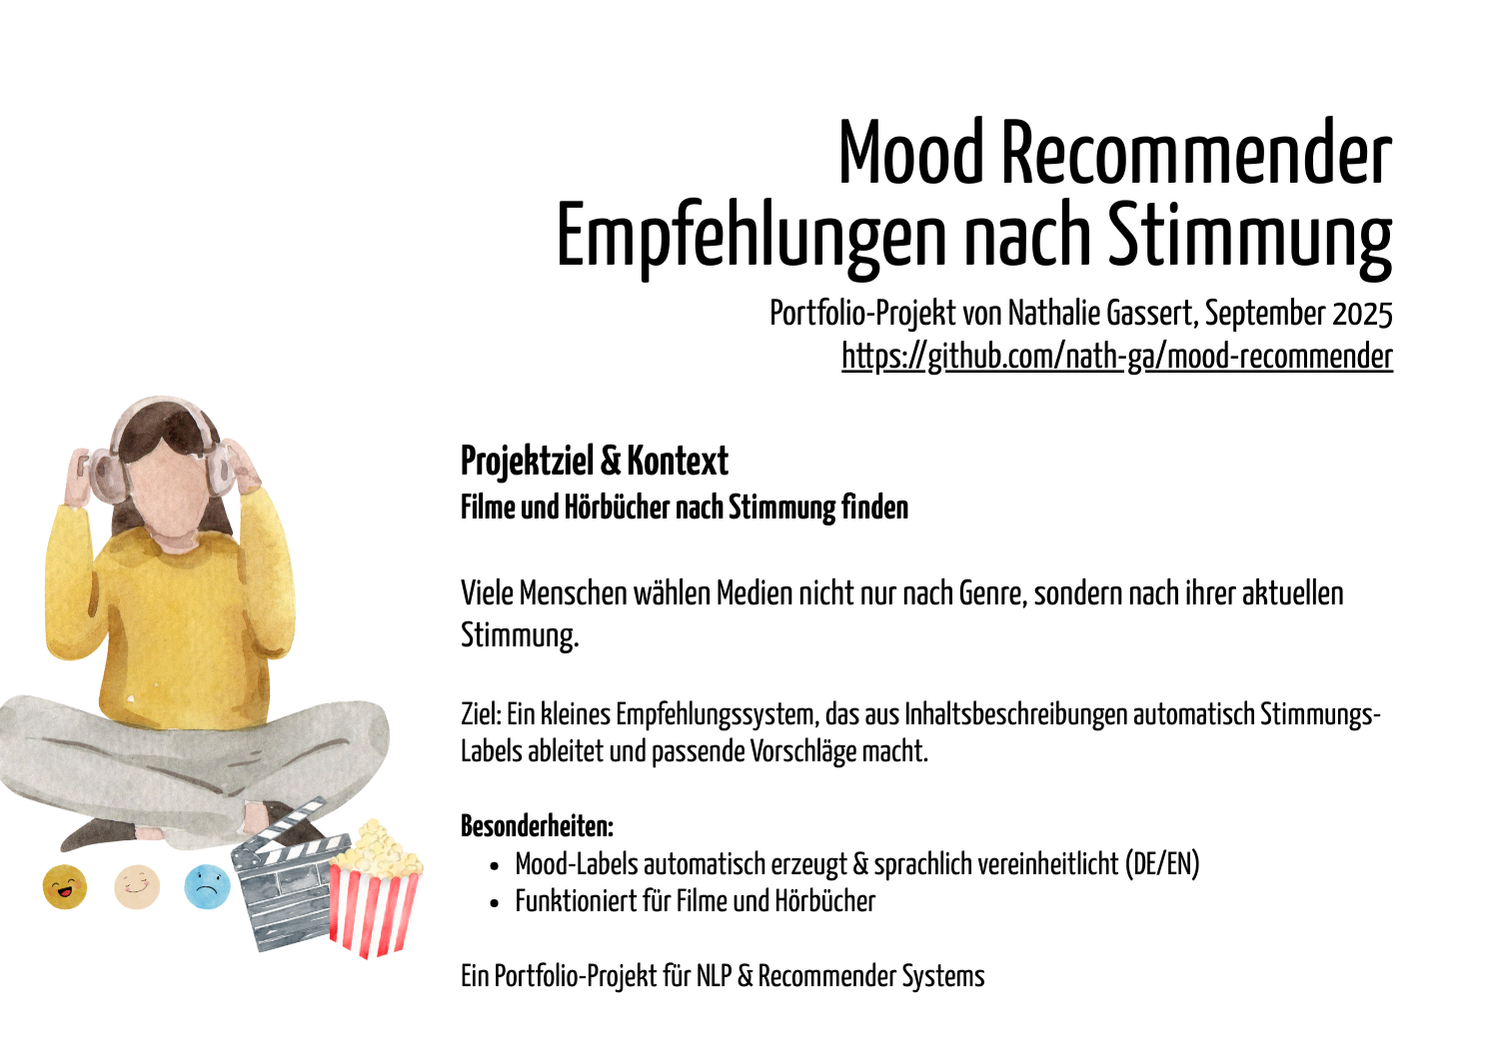 Mood Recommender
Empfehlungen nach Stimmung
Portfolio-Projekt von Nathalie Gassert, September 2025
https://github.com/nath-ga/mood-recommender
Projektziel & Kontext
Filme und Hörbücher nach Stimmung finden
Viele Menschen wählen Medien nicht nur nach Genre, sondern nach ihrer aktuellen
Stimmung.
Ziel: Ein kleines Empfehlungssystem, das aus Inhaltsbeschreibungen automatisch Stimmungs-
Labels ableitet und passende Vorschläge macht.
Besonderheiten:
• Mood-Labels automatisch erzeugt & sprachlich vereinheitlicht (DE/EN)
• Funktioniert für Filme und Hörbücher
Ein Portfolio-Projekt für NLP & Recommender Systems